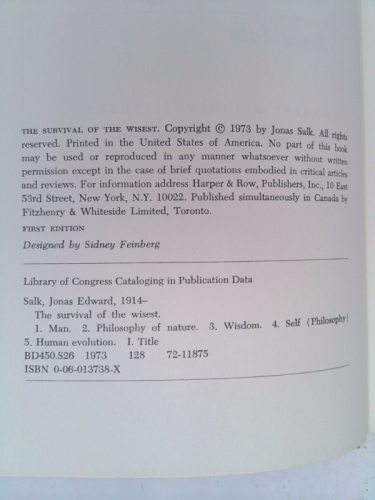 THE SURVIVAL OF THE WISEST. Copyright © 1973 by Jonas Salk. All rights
reserved. Printed in the United States of America. No part of this book
may be used or reproduced in any manner whatsoever without written
permission except in the case of brief quotations embodied in critical articles
and reviews. For information address Harper & Row, Publishers, Inc., 10 East
53rd Street, New York, N.Y. 10022. Published simultaneously in Canada by
Fitzhenry & Whiteside Limited, Toronto.
FIRST EDITION
Designed by Sidney Feinberg
Library of Congress Cataloging in Publication Data
Salk, Jonas Edward, 1914–
The survival of the wisest.
1. Man. 2. Philosophy of nature. 3. Wisdom. 4. Self (Philosophy)
5. Human evolution. I. Title
BD450.S26 1973 128 72-11875
ISBN 0-06-013738-X